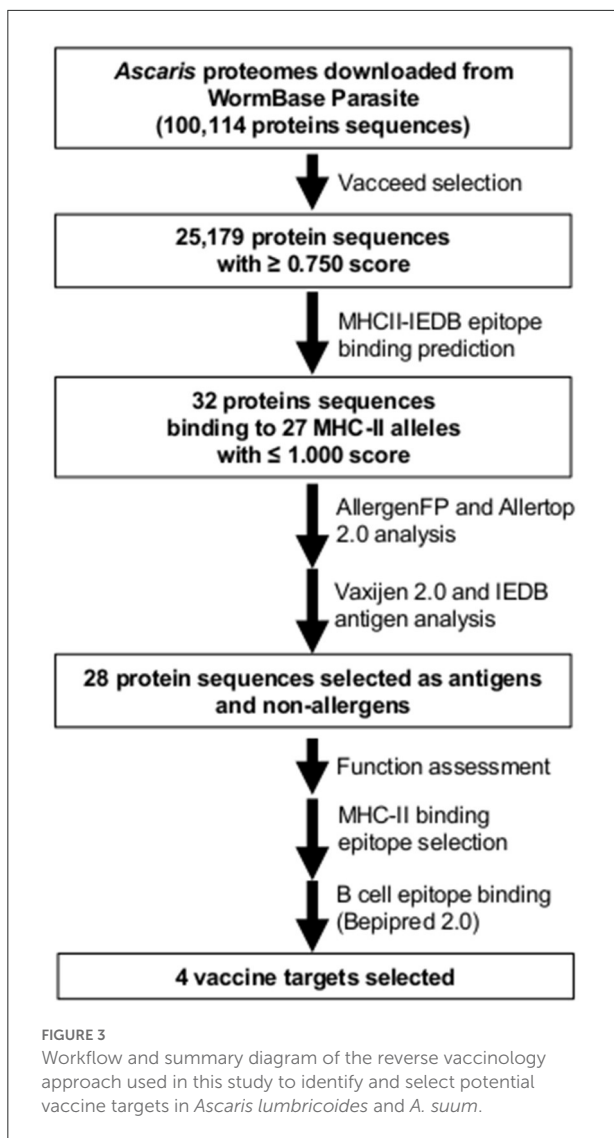 Ascaris proteomes downloaded from
WormBase Parasite
(100,114 proteins sequences)
Vacceed selection
25,179 protein sequences
with ≥ 0.750 score
MHCII-IEDB epitope
binding prediction
32 proteins sequences
binding to 27 MHC-II alleles
with ≤ 1.000 score
AllergenFP and Allertop
2.0 analysis
Vaxijen 2.0 and IEDB
antigen analysis
28 protein sequences selected as antigens
and non-allergens
Function assessment
MHC-II binding
epitope selection
B cell epitope binding
(Bepipred 2.0)
4 vaccine targets selected
FIGURE 3
Workflow and summary diagram of the reverse vaccinology
approach used in this study to identify and select potential
vaccine targets in Ascaris lumbricoides and A. suum.